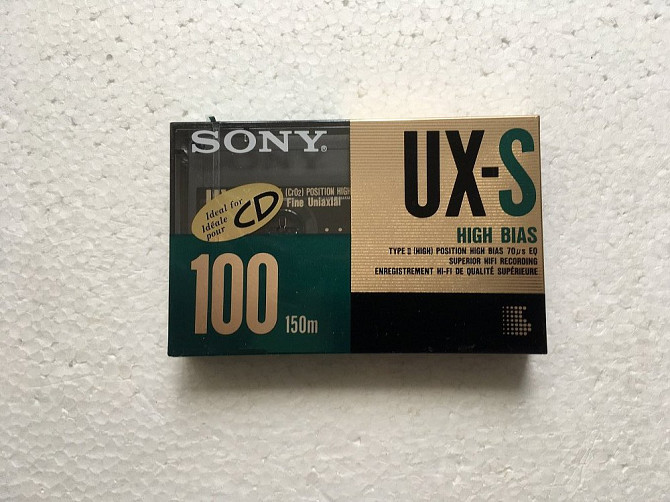 SONY®
(CrO2) POSITION HIGH
Fine Uniaxial
Ideal for
Idéale
pour
CD
100
150m
UX-S
HIGH BIAS
TYPE II (HIGH) POSITION HIGH BIAS 70µs EQ
SUPERIOR HIFI RECORDING
ENREGISTREMENT HI-FI DE QUALITÉ SUPÉRIEURE